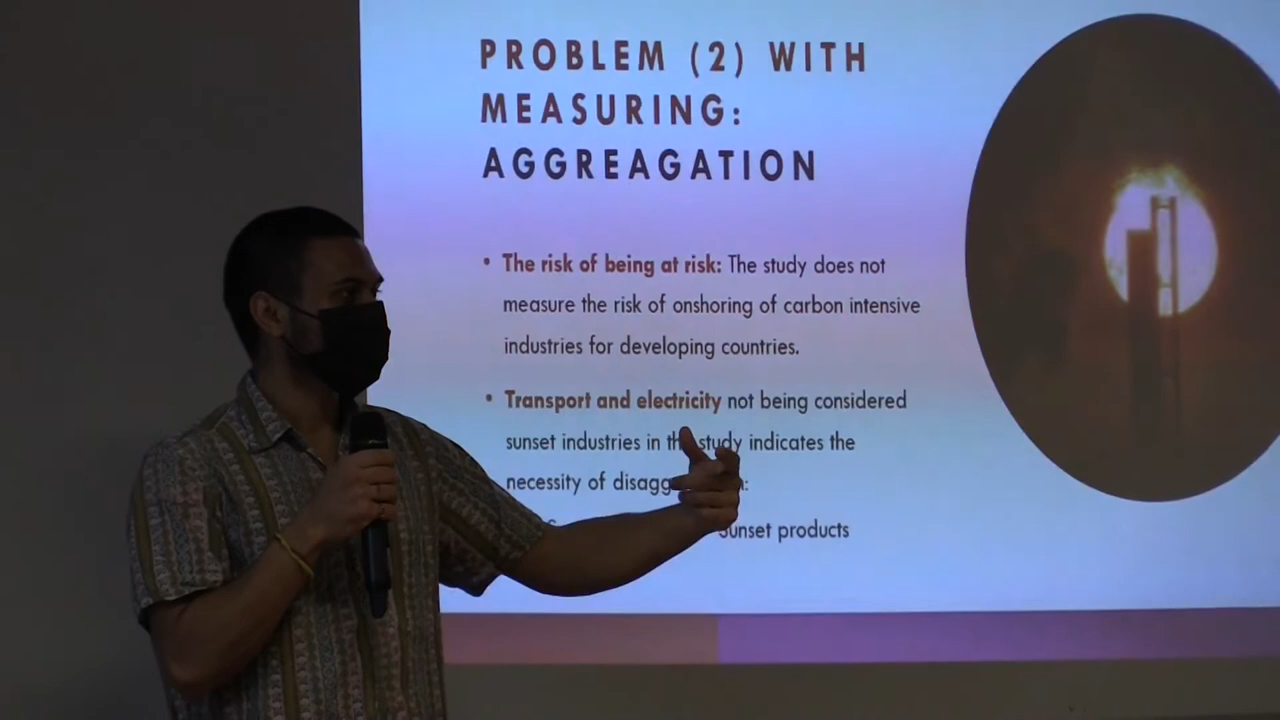 PROBLEM (2) WITH
MEASURING:
AGGREAGATION
• The risk of being at risk: The study does not
measure the risk of onshoring of carbon intensive
industries for developing countries.
• Transport and electricity not being considered
sunset industries in the study indicates the
necessity of
sunset products